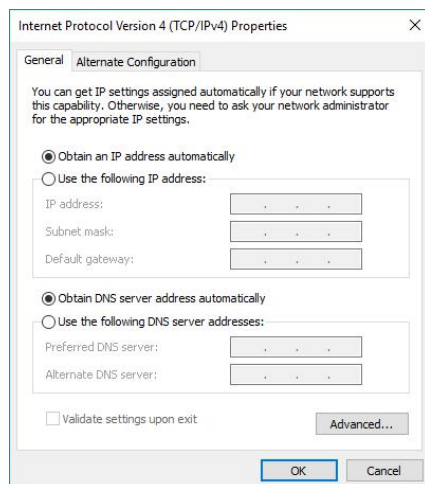 Internet Protocol Version 4 (TCP/IPv4) Properties
General
Alternate Configuration
You can get IP settings assigned automatically if your network supports
this capability. Otherwise, you need to ask your network administrator
for the appropriate IP settings.
Obtain an IP address automatically
Use the following IP address:
IP address:
Subnet mask:
Default gateway:
Obtain DNS server address automatically
Use the following DNS server addresses:
Preferred DNS server:
Alternate DNS server:
Validate settings upon exit
Advanced...
OK
Cancel